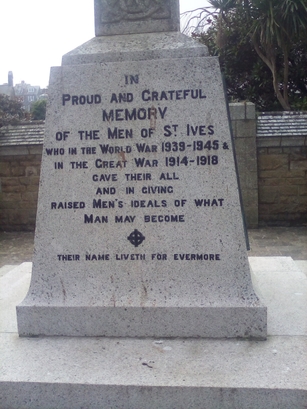 IN
PROUD AND GRATEFUL
MEMORY
OF THE MEN OF ST. IVES
WHO IN THE WORLD WAR 1939-1945 &
IN THE GREAT WAR 1914-1918
GAVE THEIR ALL
AND IN GIVING
RAISED MEN'S IDEALS OF WHAT
MAN MAY BECOME
THEIR NAME LIVETH FOR EVERMORE